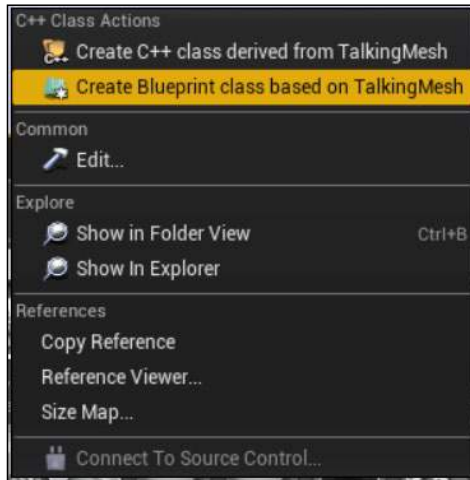 C++ Class Actions
Create C++ class derived from TalkingMesh
Create Blueprint class based on TalkingMesh
Common
Edit...
Explore
Show in Folder View Ctrl+B
Show In Explorer
References
Copy Reference
Reference Viewer...
Size Map...
Connect To Source Control...